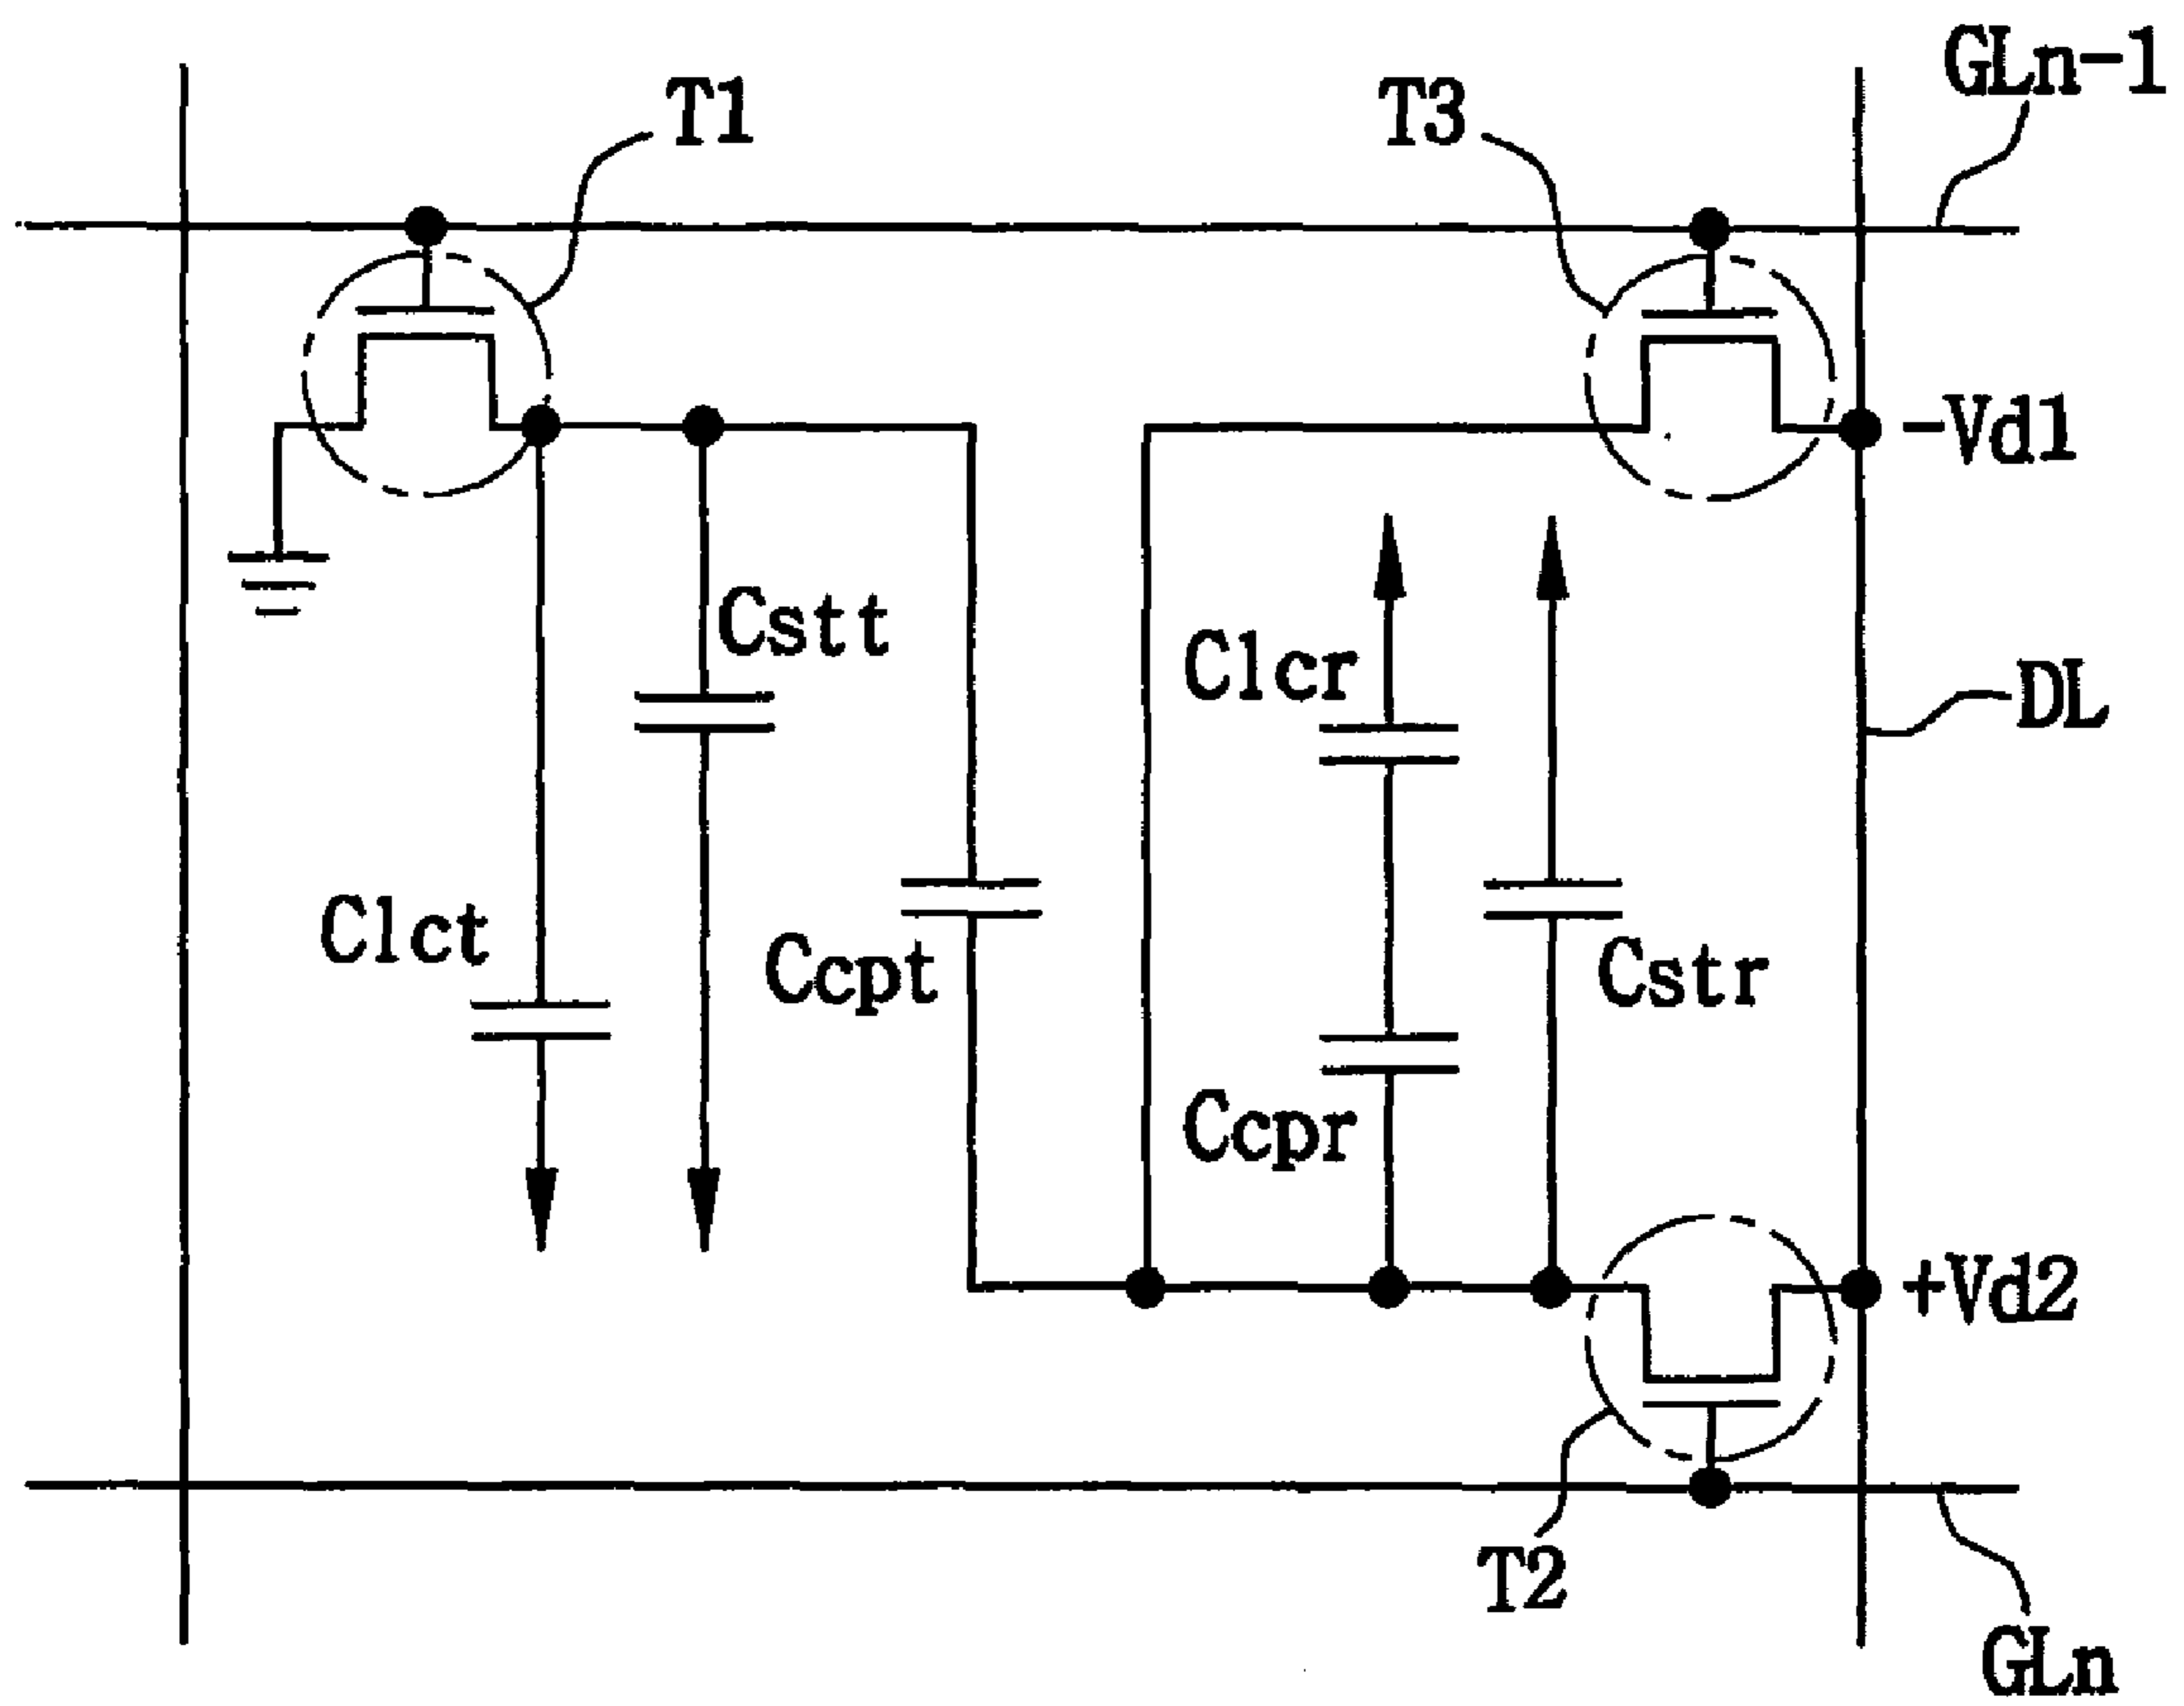 GLn-1
T1
T3
-Vd1
Cstt
Clcr
DL
Clct
Ccpt
Cstr
Ccpr
+Vd2
T2
GLn